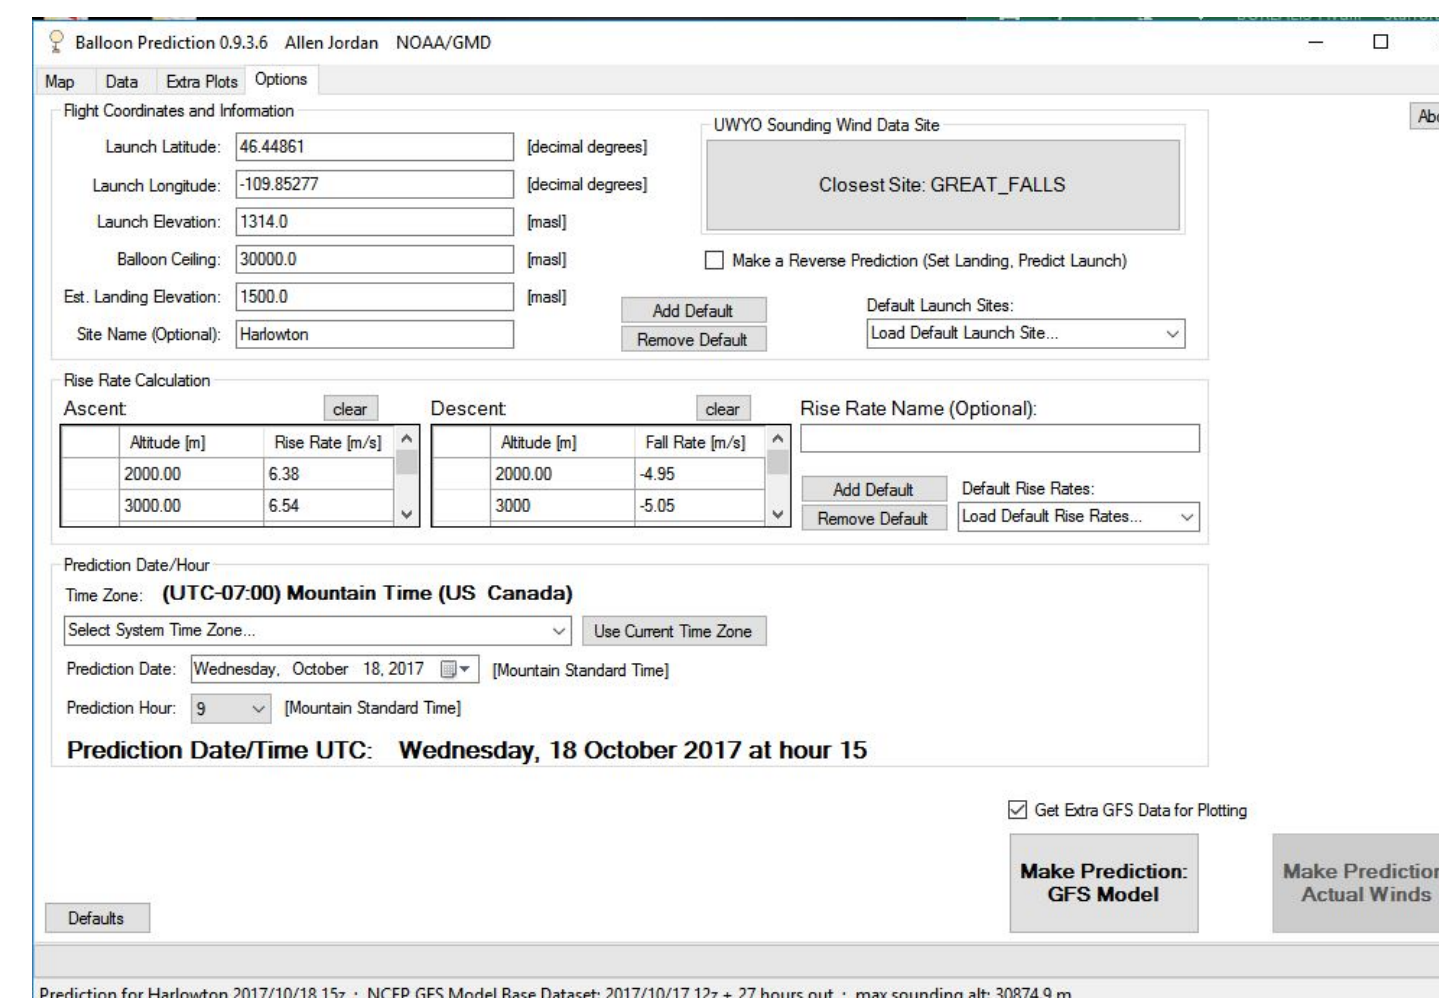 Balloon Prediction 0.9.3.6 Allen Jordan NOAA/GMD
Map Data Extra Plots Options
Flight Coordinates and Information
Launch Latitude: 46.44861 [decimal degrees]
Launch Longitude: -109.85277 [decimal degrees]
Launch Elevation: 1314.0 [masl]
Balloon Ceiling: 30000.0 [masl]
Est. Landing Elevation: 1500.0 [masl]
Site Name (Optional): Harlowton
UWYO Sounding Wind Data Site
Closest Site: GREAT_FALLS
Make a Reverse Prediction (Set Landing, Predict Launch)
Add Default
Remove Default
Default Launch Sites:
Load Default Launch Site...
Abo
Rise Rate Calculation
Ascent: clear
Altitude [m] Rise Rate [m/s]
2000.00 6.38
3000.00 6.54
Descent: clear
Altitude [m] Fall Rate [m/s]
2000.00 -4.95
3000 -5.05
Rise Rate Name (Optional):
Add Default
Remove Default
Default Rise Rates:
Load Default Rise Rates...
Prediction Date/Hour
Time Zone: (UTC-07:00) Mountain Time (US Canada)
Select System Time Zone... Use Current Time Zone
Prediction Date: Wednesday, October 18, 2017 [Mountain Standard Time]
Prediction Hour: 9 [Mountain Standard Time]
Prediction Date/Time UTC: Wednesday, 18 October 2017 at hour 15
Get Extra GFS Data for Plotting
Make Prediction:
GFS Model
Make Prediction
Actual Winds
Defaults
Prediction for Harlowton 2017/10/18 15z : NCEP GFS Model Base Dataset: 2017/10/17 12z + 27 hours out : max sounding alt: 30874.9 m